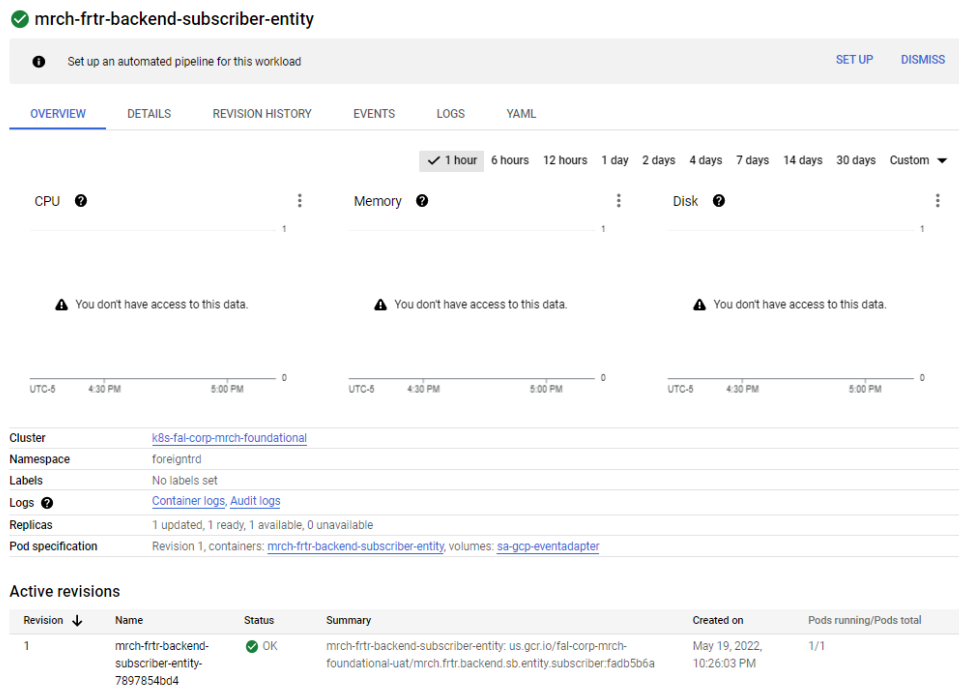 mrch-frtr-backend-subscriber-entity
Set up an automated pipeline for this workload SET UP DISMISS
OVERVIEW DETAILS REVISION HISTORY EVENTS LOGS YAML
1 hour 6 hours 12 hours 1 day 2 days 4 days 7 days 14 days 30 days Custom
CPU Memory Disk
1 1 1
You don't have access to this data. You don't have access to this data. You don't have access to this data.
0 0 0
UTC-5 4:30 PM 5:00 PM UTC-5 4:30 PM 5:00 PM UTC-5 4:30 PM 5:00 PM
Cluster k8s-fal-corp-mrch-foundational
Namespace foreigntrd
Labels No labels set
Logs Container logs, Audit logs
Replicas 1 updated, 1 ready, 1 available, 0 unavailable
Pod specification Revision 1, containers: mrch-frtr-backend-subscriber-entity, volumes: sa-gcp-eventadapter
Active revisions
Revision Name Status Summary Created on Pods running/Pods total
1 mrch-frtr-backend- OK mrch-frtr-backend-subscriber-entity: us.gcr.io/fal-corp-mrch- May 19, 2022, 1/1
subscriber-entity- foundational-uat/mrch.frtr.backend.sb.entity.subscriber:fadb5b6a 10:26:03 PM
7897854bd4